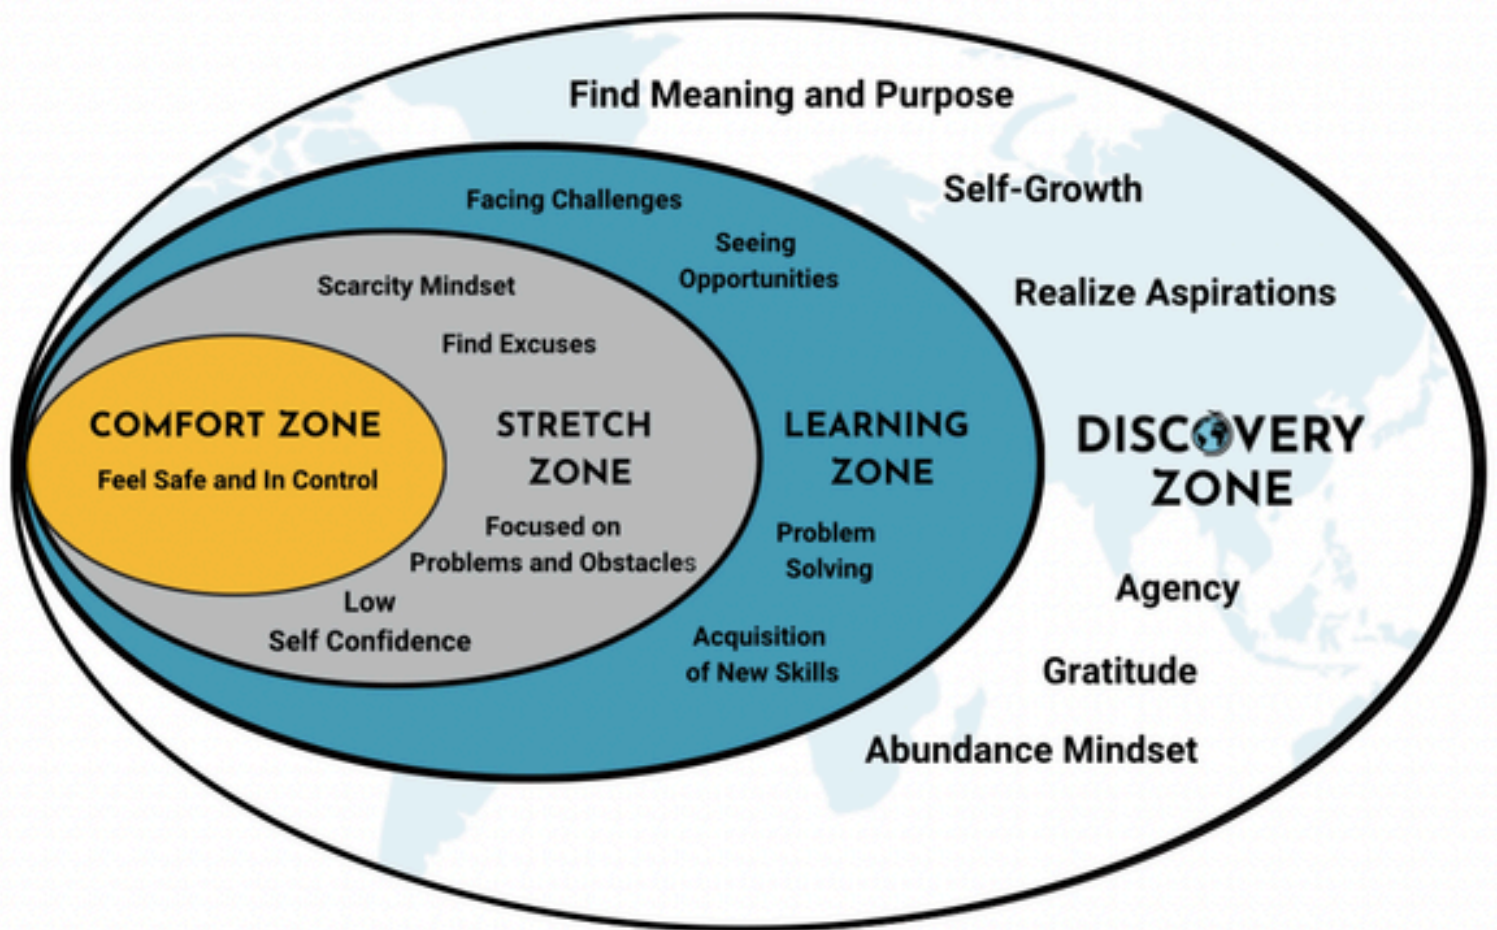 Find Meaning and Purpose
Self-Growth
Realize Aspirations
DISCOVERY
ZONE
Agency
Gratitude
Abundance Mindset
Facing Challenges
Seeing
Opportunities
LEARNING
ZONE
Problem
Solving
Acquisition
of New Skills
Scarcity Mindset
Find Excuses
STRETCH
ZONE
Focused on
Problems and Obstacles
Low
Self Confidence
COMFORT ZONE
Feel Safe and In Control